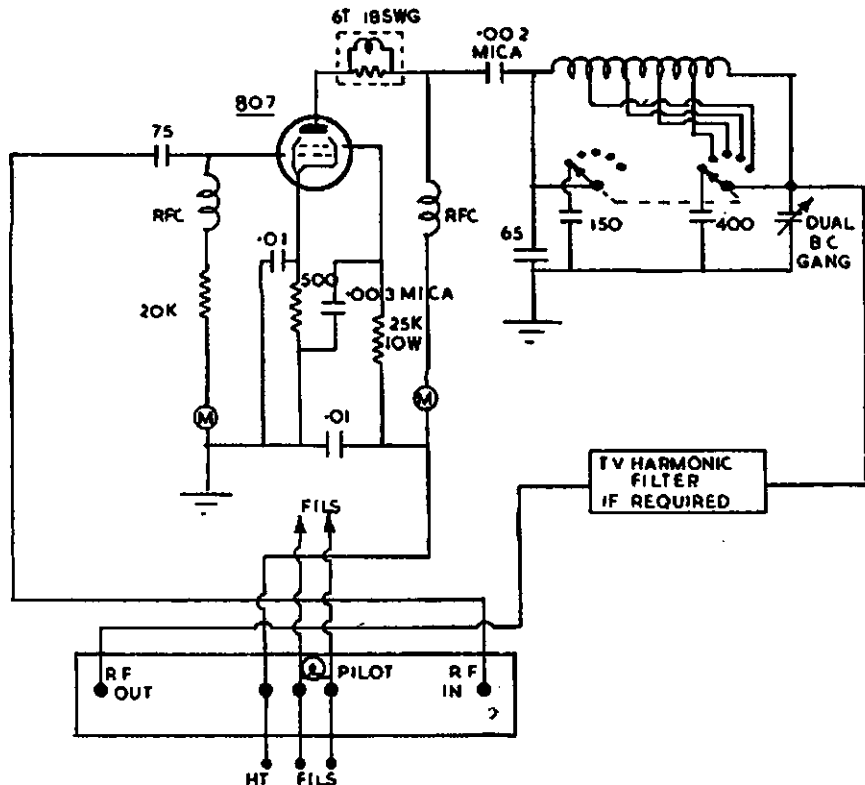 6T 18SWG
.002
MICA
807
75
RFC
RFC
.01
500
.003 MICA
20K
25K
10W
65
150
400
DUAL
BC
GANG
M
M
.01
TV HARMONIC
FILTER
IF REQUIRED
FILS
RF
OUT
PILOT
RF
IN
HT
FILS